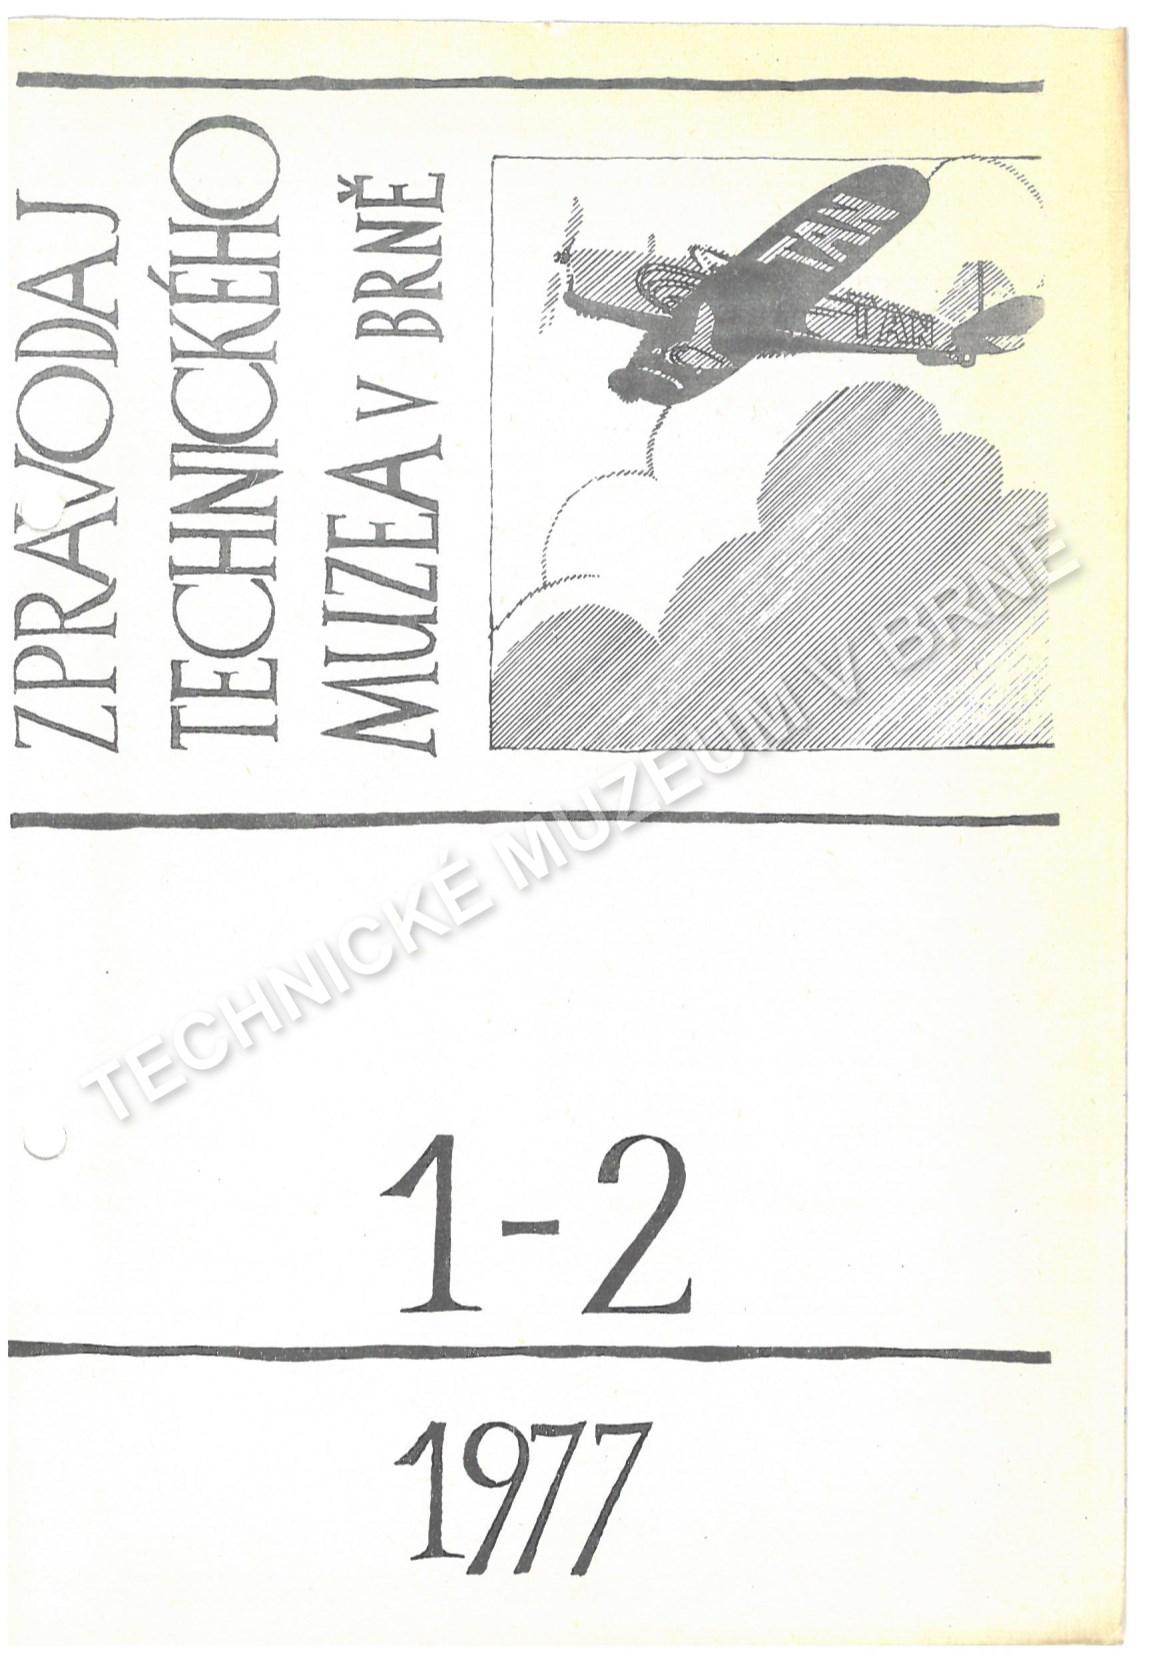 ZPRAVODAJ
TECHNICKÉHO
MUZEA V BRNĚ
TAN
TAN
TECHNICKÉ MUZEUM V BRNĚ
1-2
1977